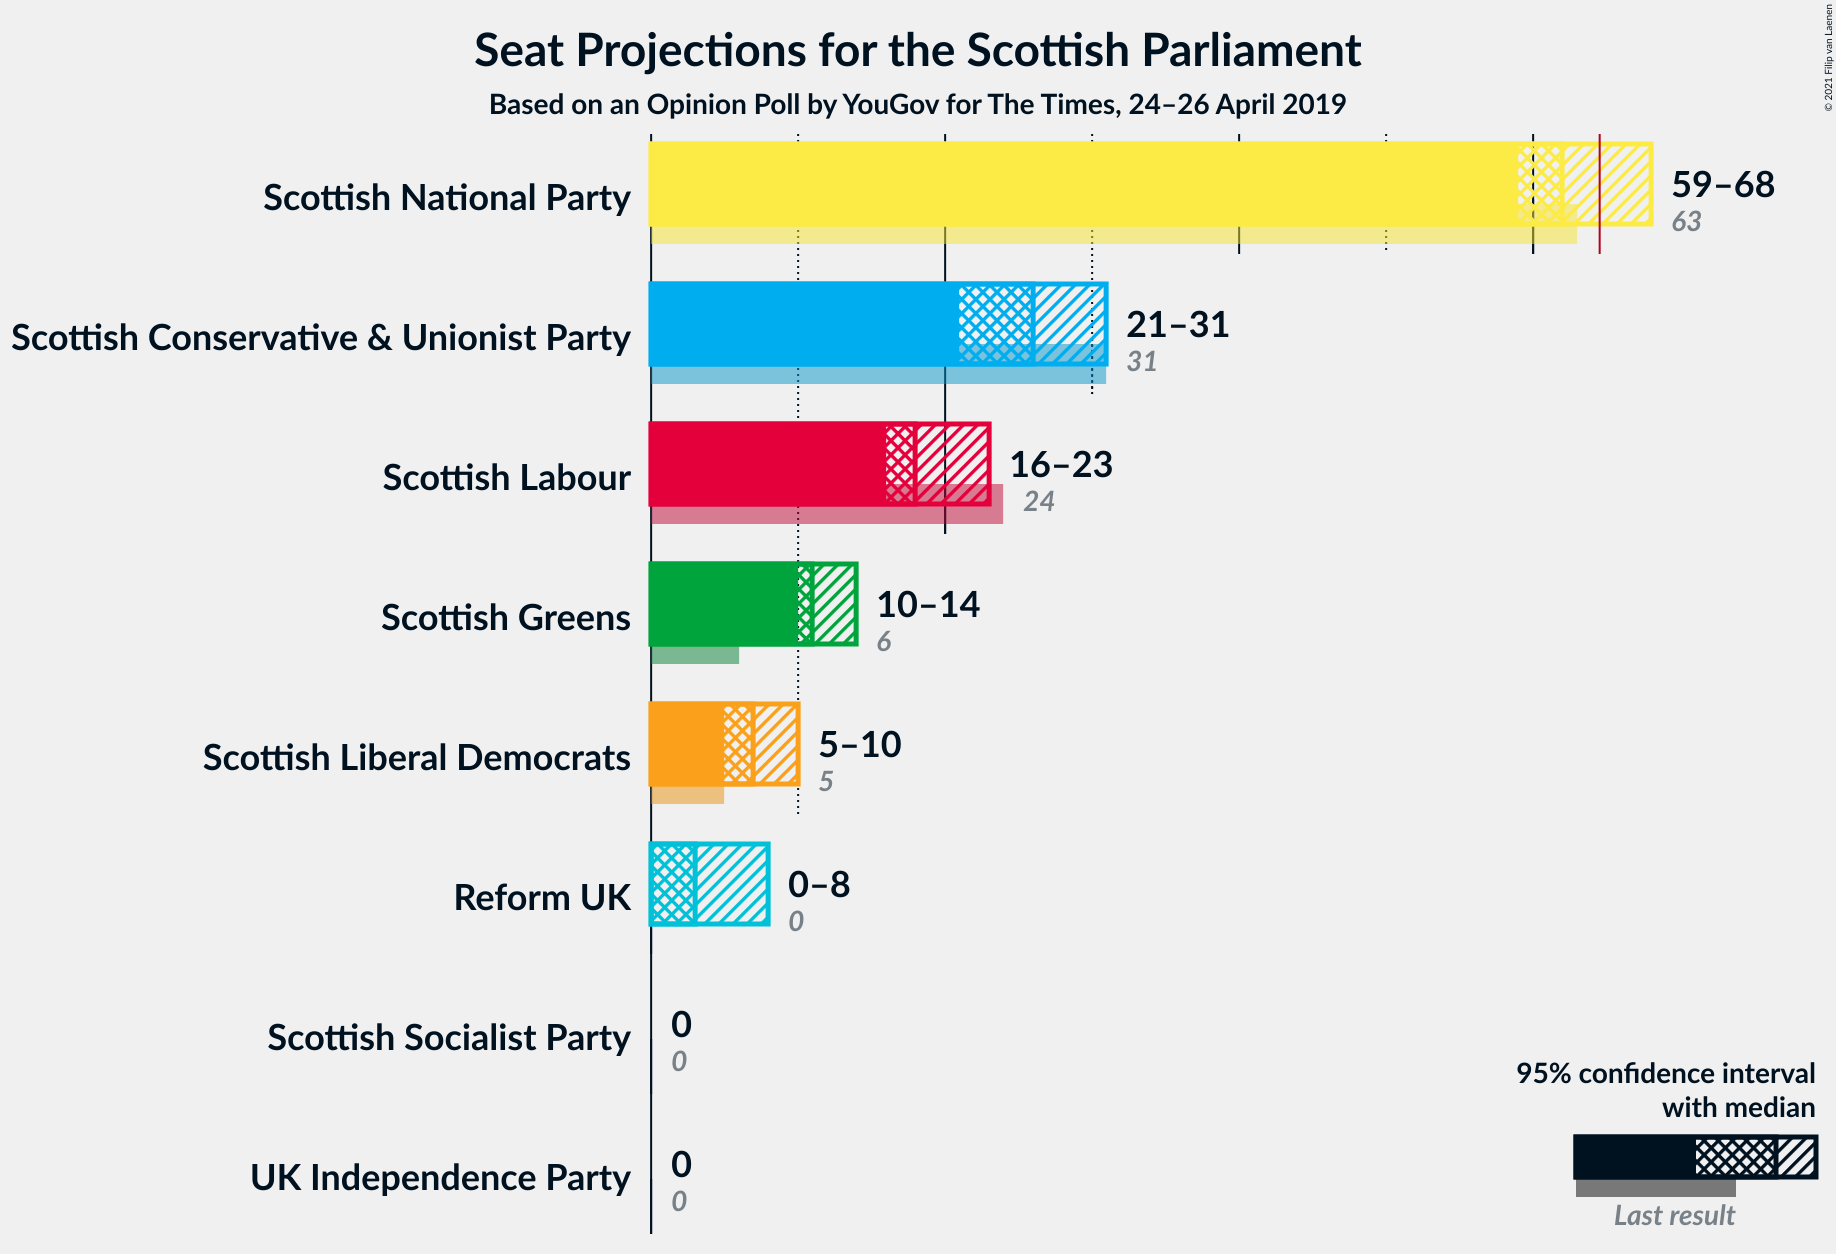 Seat Projections for the Scottish Parliament
Based on an Opinion Poll by YouGov for The Times, 24–26 April 2019
© 2021 Filip van Laenen
Scottish National Party
59–68
63
Scottish Conservative & Unionist Party
21–31
31
Scottish Labour
16–23
24
Scottish Greens
10–14
6
Scottish Liberal Democrats
5–10
5
Reform UK
0–8
0
Scottish Socialist Party
0
0
UK Independence Party
0
0
95% confidence interval
with median
Last result